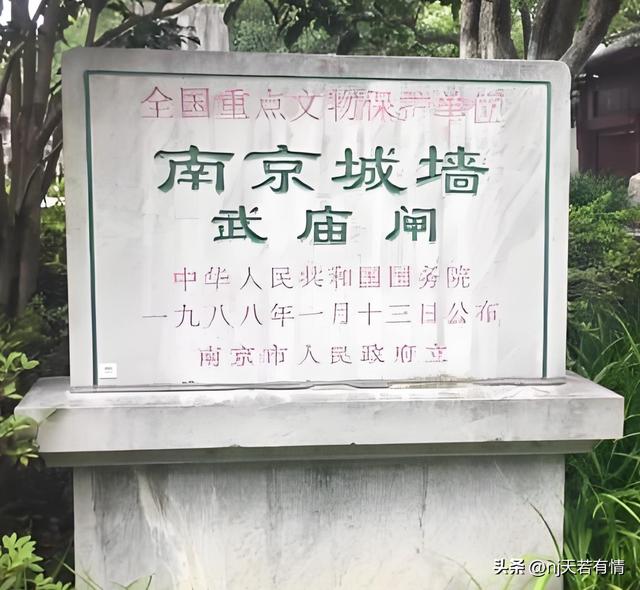 全国重点文物保护单位
南京城墙
武庙闸
中华人民共和国国务院
一九八八年一月十三日公布
南京市人民政府立
头条 @nj天若有情